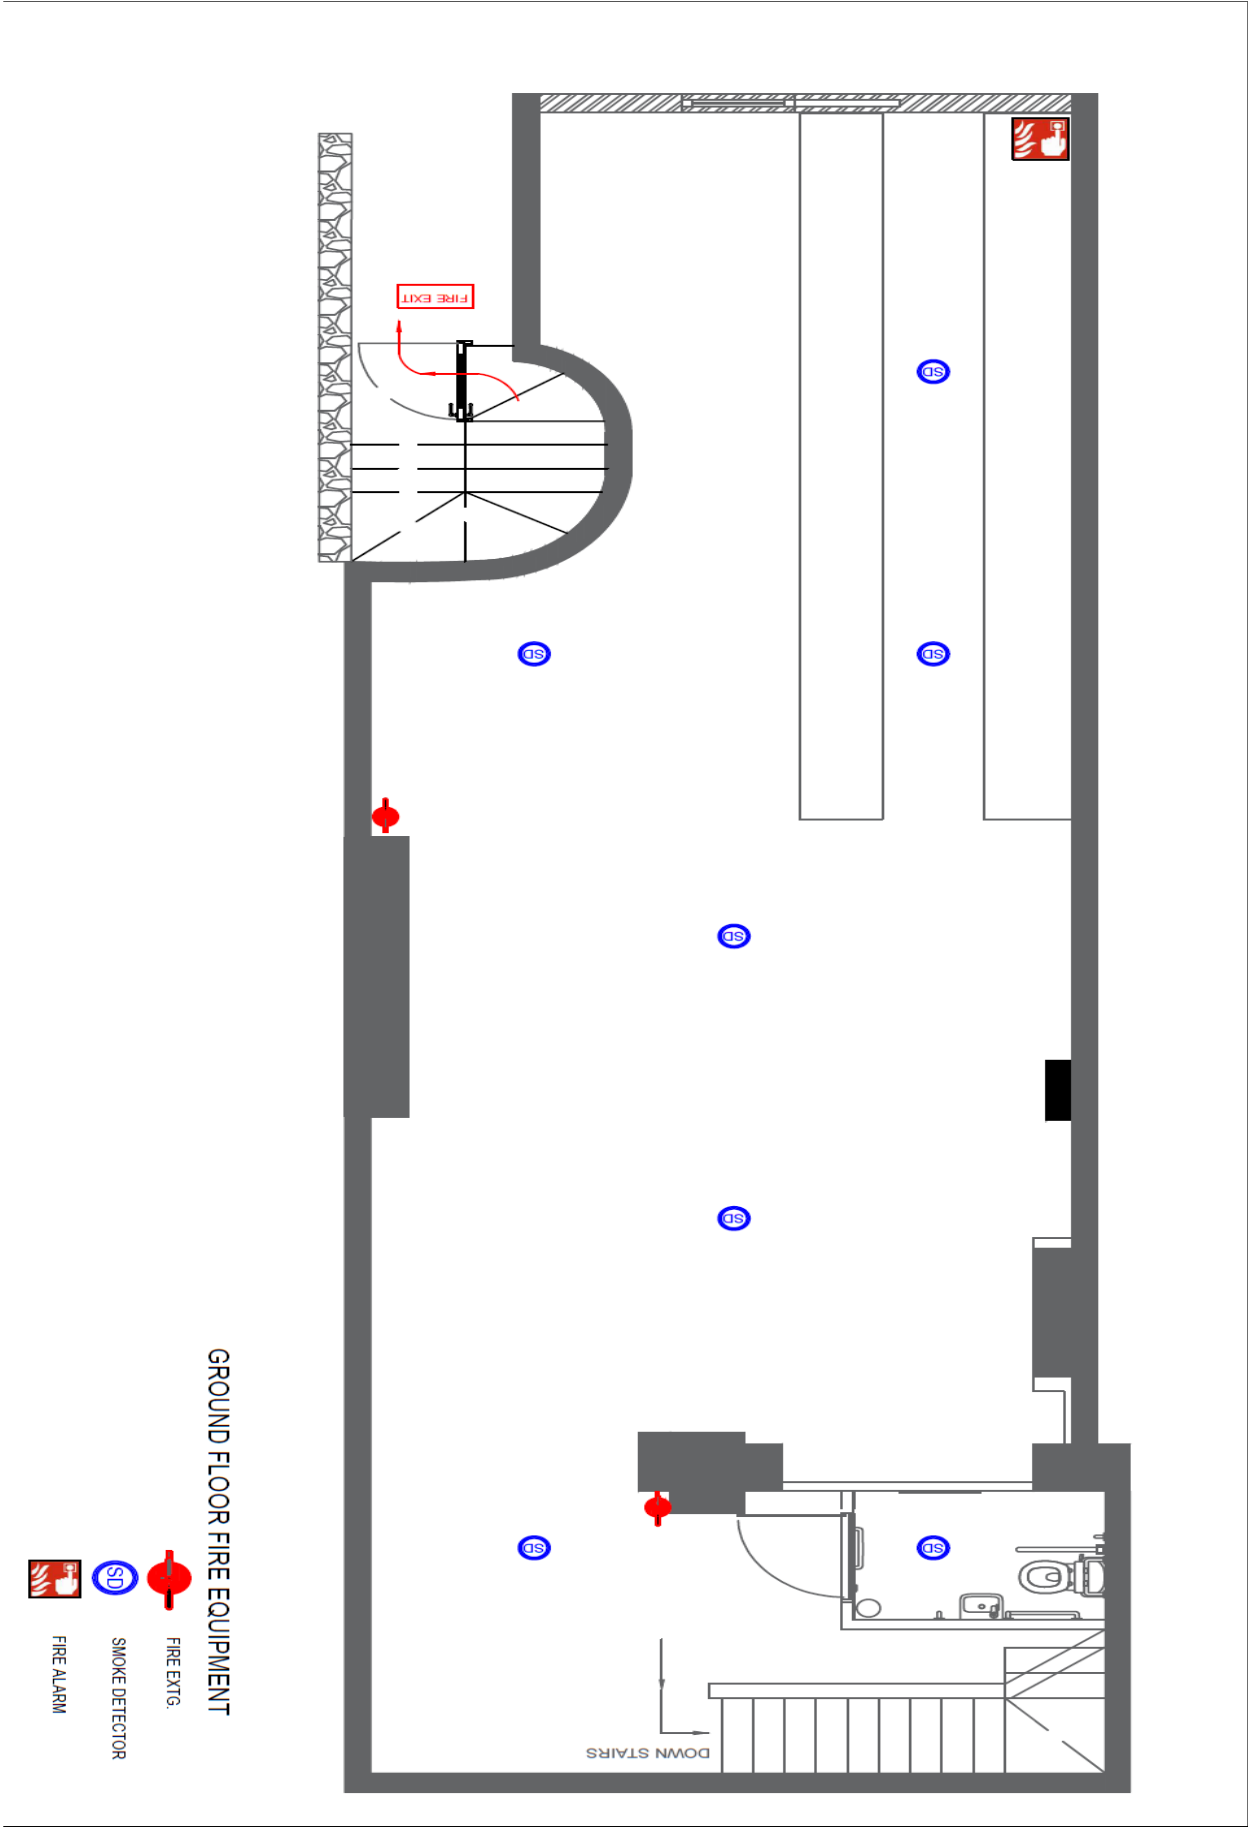 FIRE EXIT
SD
SD
SD
SD
SD
SD
SD
DOWN STAIRS
GROUND FLOOR FIRE EQUIPMENT
FIRE EXTG.
SD
SMOKE DETECTOR
FIRE ALARM